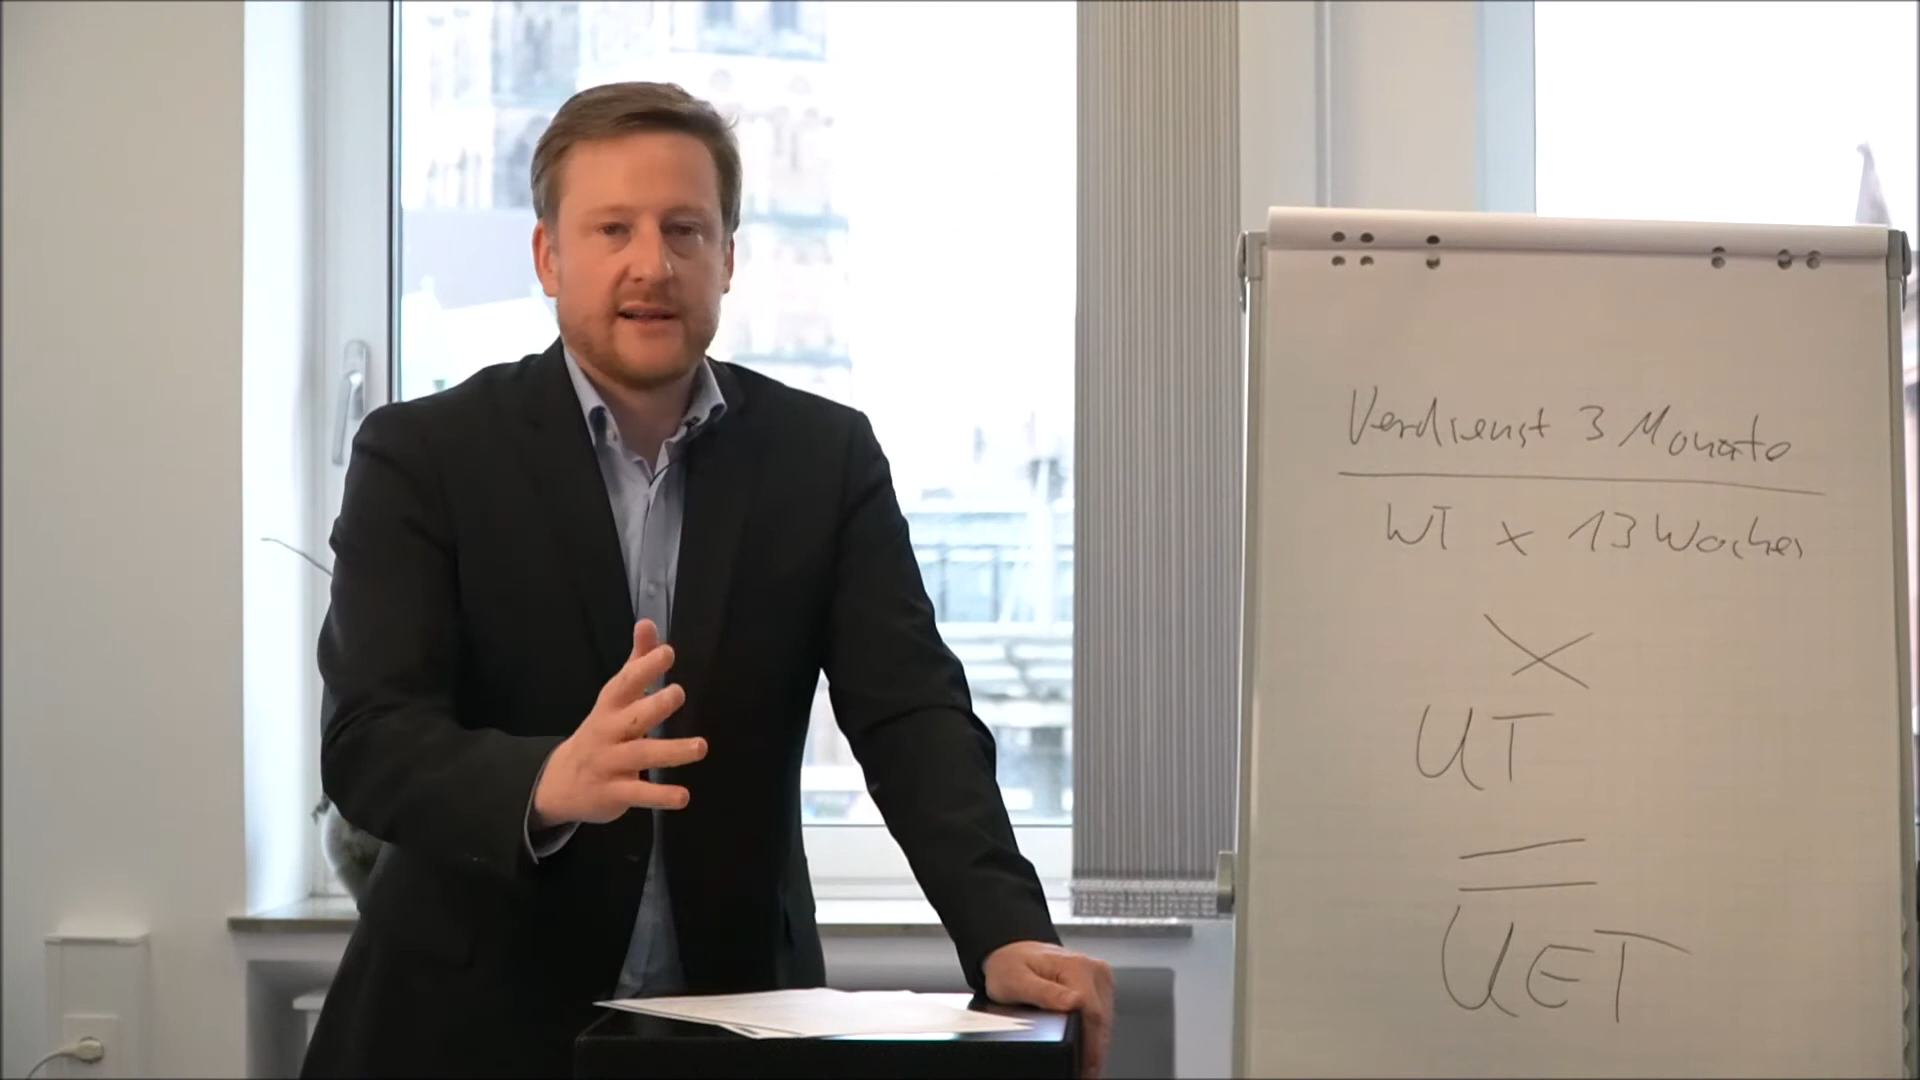 Verdienst 3 Monate
WT x 13 Wochen
X
UT
=
UET